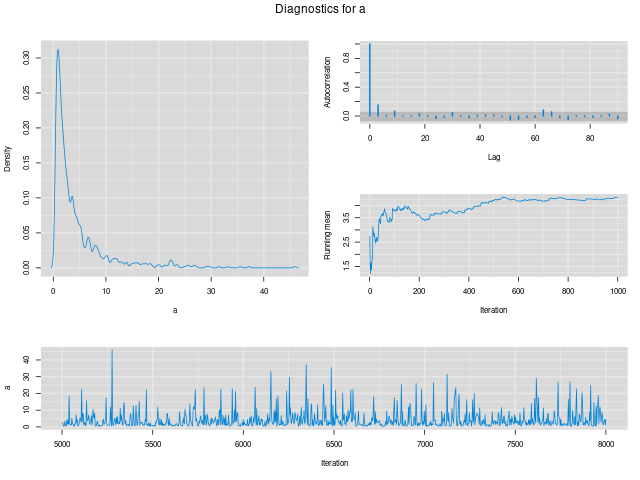 Diagnostics for a
Density
0.00 0.05 0.10 0.15 0.20 0.25 0.30
0 10 20 30 40
a
Autocorrelation
0.0 0.4 0.8
0 20 40 60 80
Lag
Running mean
1.5 2.5 3.5
0 200 400 600 800 1000
Iteration
a
0 10 20 30 40
5000 5500 6000 6500 7000 7500 8000
Iteration